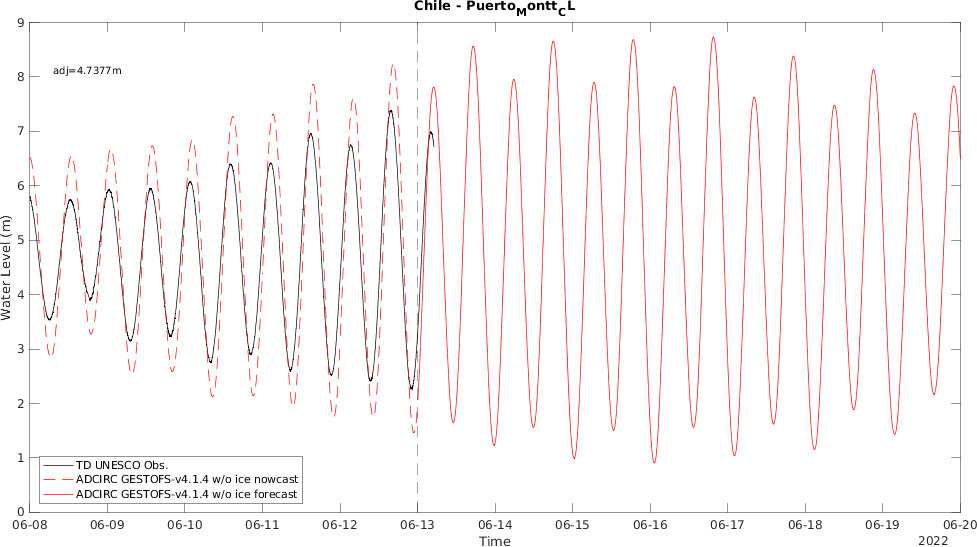 Chile - PuertoMonttCL
9
8
7
6
5
4
3
2
1
0
Water Level (m)
adj=4.7377m
TD UNESCO Obs.
ADCIRC GESTOFS-v4.1.4 w/o ice nowcast
ADCIRC GESTOFS-v4.1.4 w/o ice forecast
06-08 06-09 06-10 06-11 06-12 06-13 06-14 06-15 06-16 06-17 06-18 06-19 06-20
Time
2022